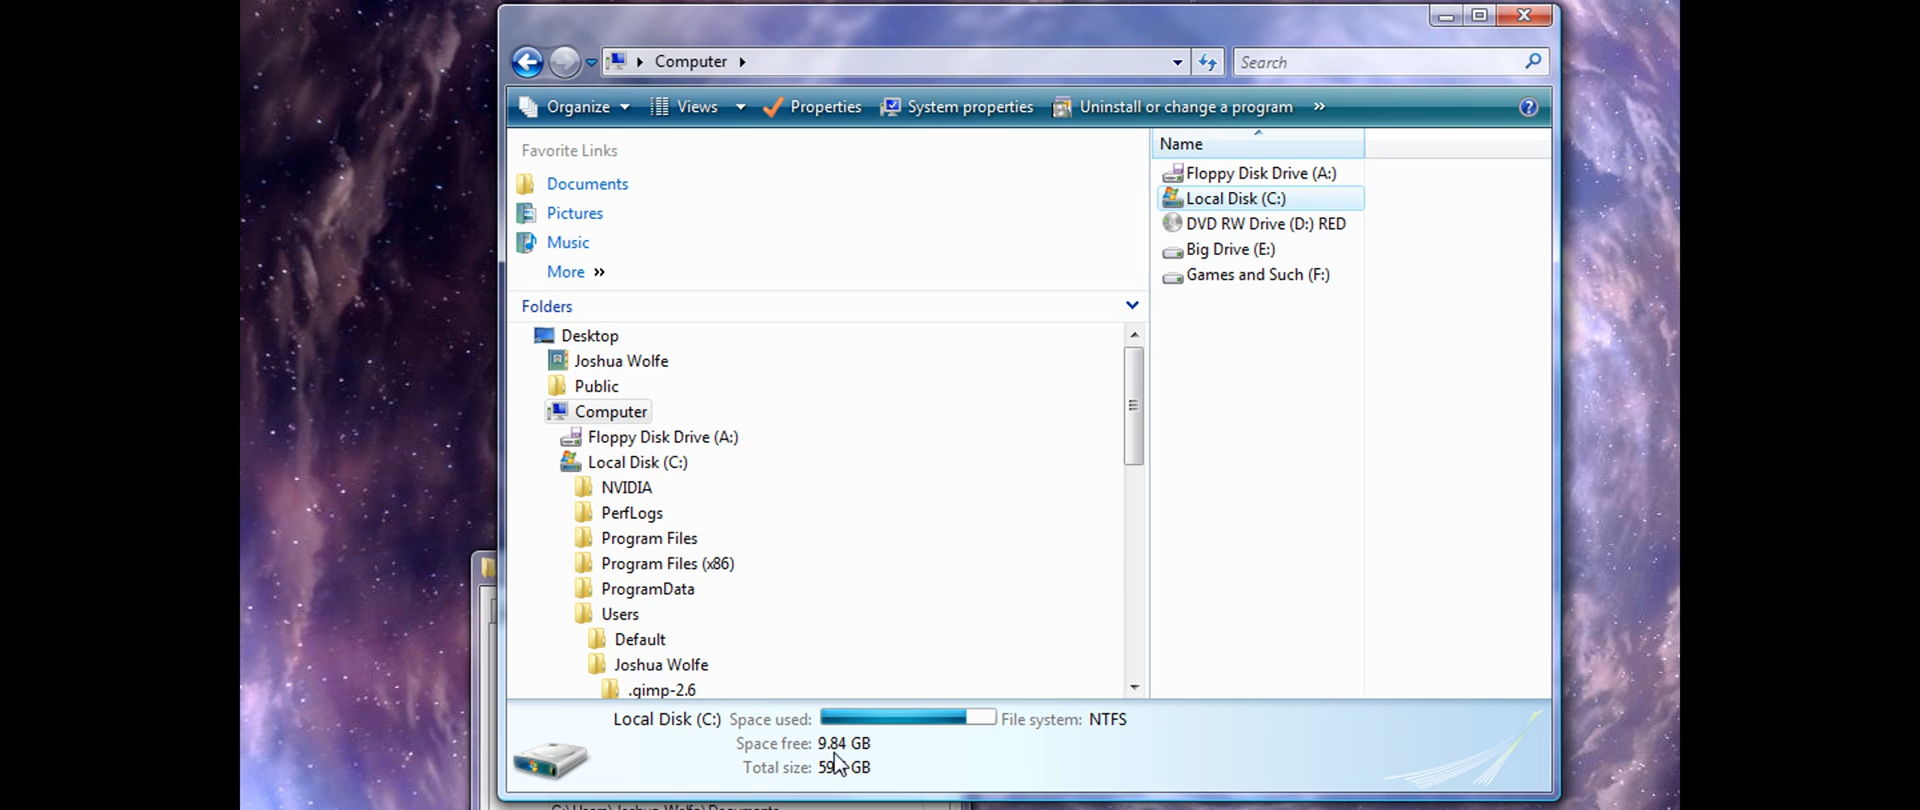 Computer
Search
Organize Views Properties System properties Uninstall or change a program »
Favorite Links
Documents
Pictures
Music
More »
Folders
Desktop
Joshua Wolfe
Public
Computer
Floppy Disk Drive (A:)
Local Disk (C:)
NVIDIA
PerfLogs
Program Files
Program Files (x86)
ProgramData
Users
Default
Joshua Wolfe
.gimp-2.6
Name
Floppy Disk Drive (A:)
Local Disk (C:)
DVD RW Drive (D:) RED
Big Drive (E:)
Games and Such (F:)
Local Disk (C:) Space used: File system: NTFS
Space free: 9.84 GB
Total size: GB